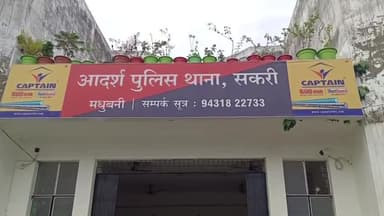 आदर्श पुलिस थाना, सकरी
मधुबनी | सम्पर्क सूत्र : 94318 22733
CAPTAIN
CAPTAIN